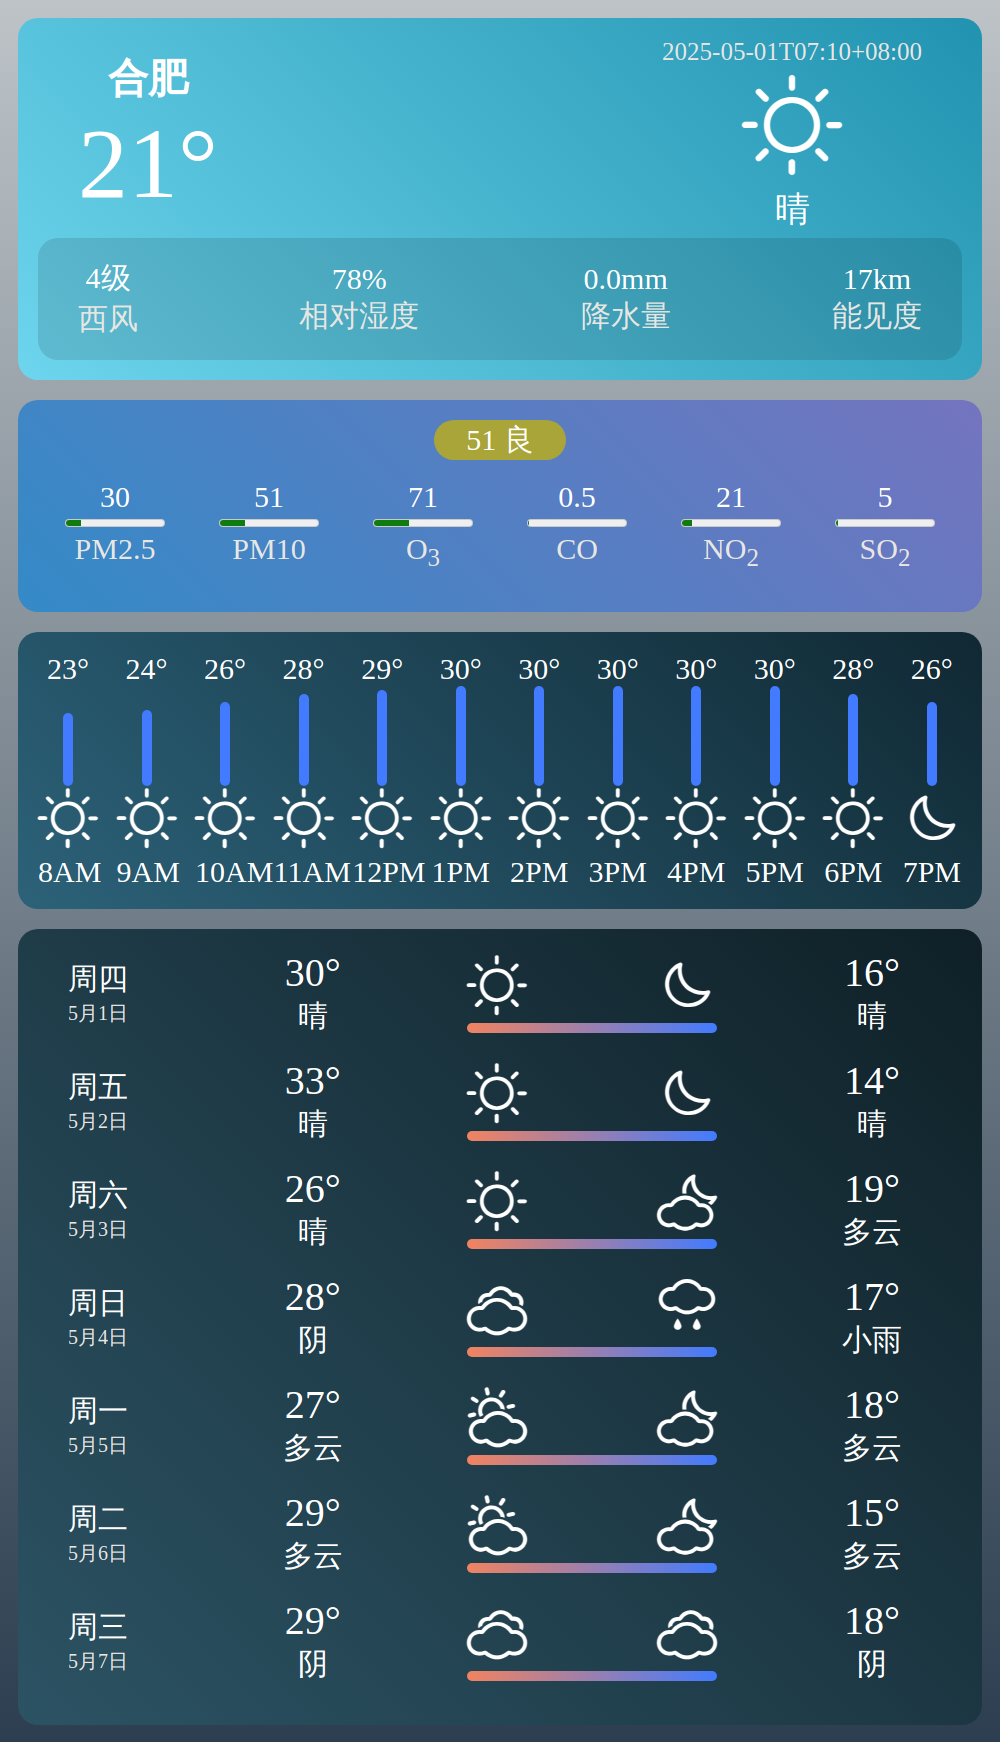 合肥
2025-05-01T07:10+08:00
21°
晴
4级 78% 0.0mm 17km
西风 相对湿度 降水量 能见度
51 良
30 51 71 0.5 21 5
PM2.5 PM10 O3 CO NO2 SO2
23° 24° 26° 28° 29° 30° 30° 30° 30° 30° 28° 26°
8AM 9AM 10AM 11AM 12PM 1PM 2PM 3PM 4PM 5PM 6PM 7PM
周四 30° 16°
5月1日 晴 晴
周五 33° 14°
5月2日 晴 晴
周六 26° 19°
5月3日 晴 多云
周日 28° 17°
5月4日 阴 小雨
周一 27° 18°
5月5日 多云 多云
周二 29° 15°
5月6日 多云 多云
周三 29° 18°
5月7日 阴 阴